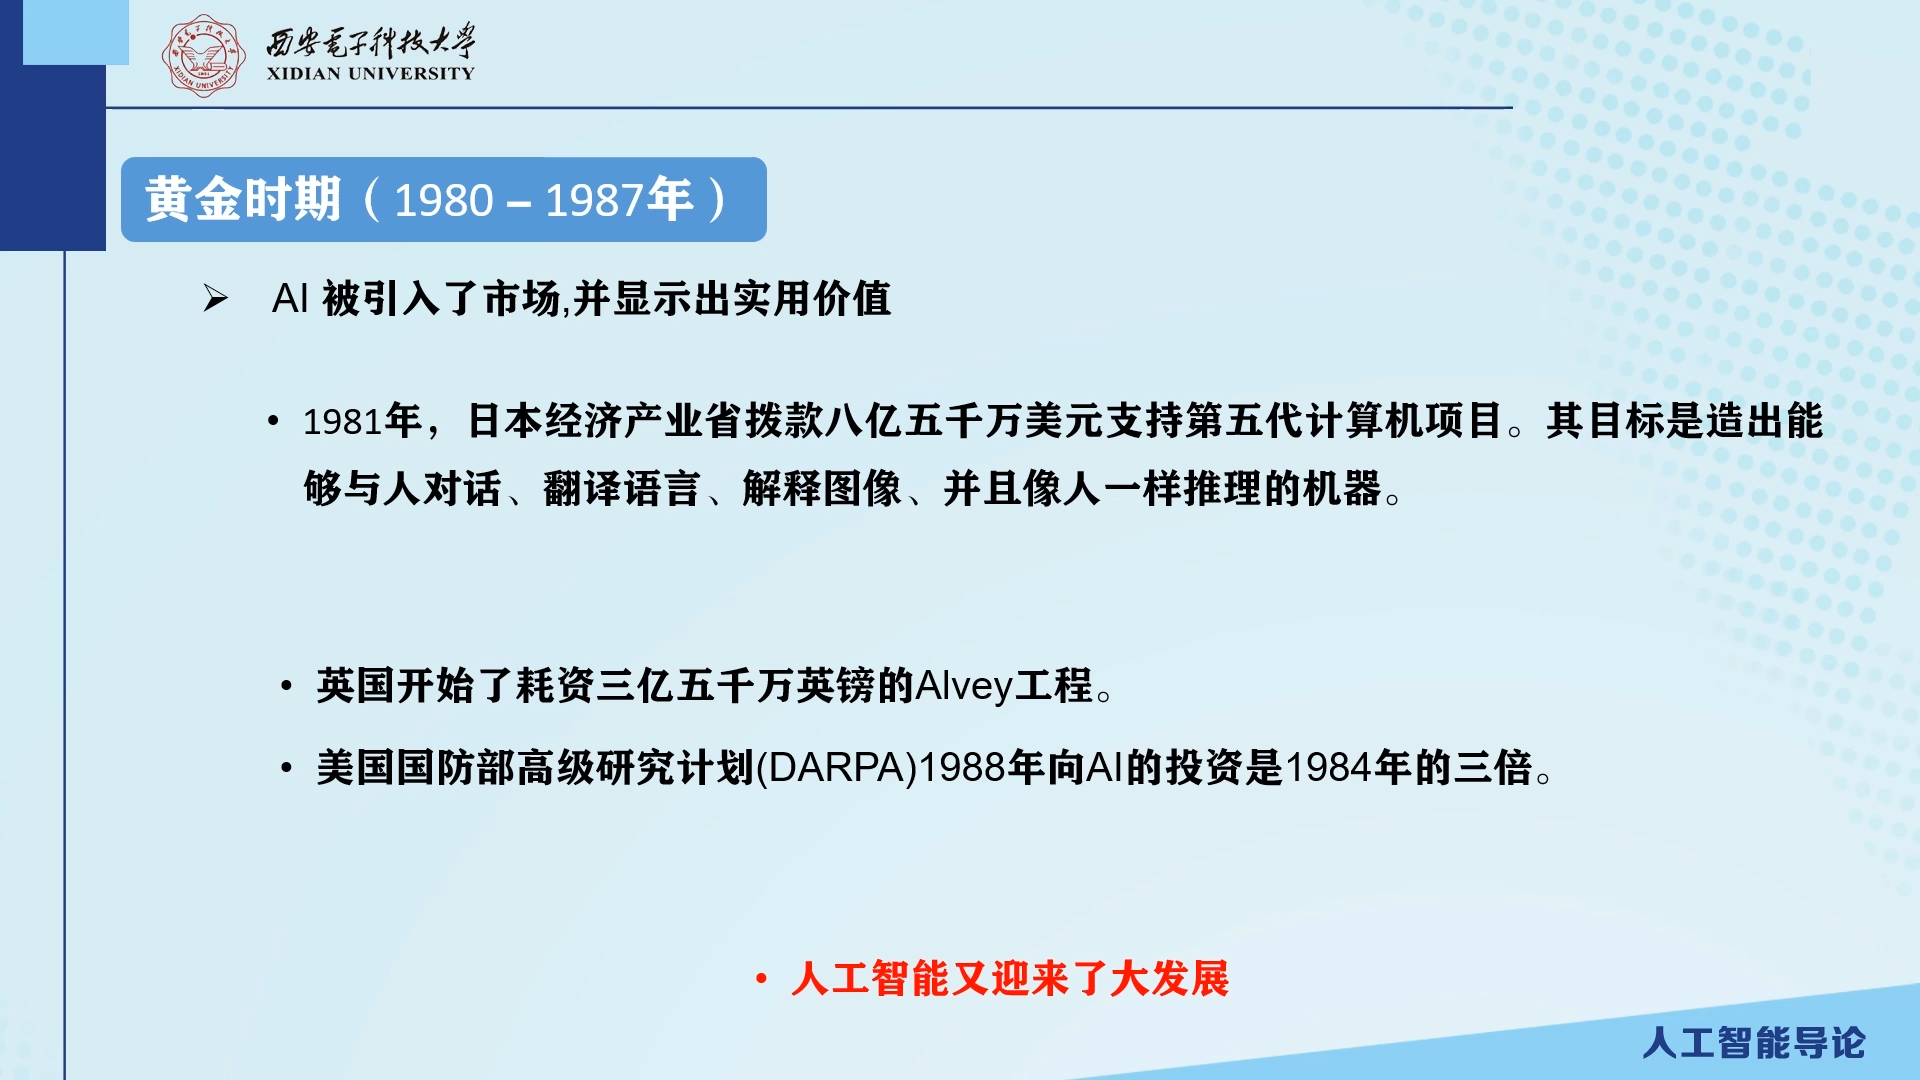 西安电子科技大学
XIDIAN UNIVERSITY
黄金时期（1980 – 1987年）
➢ AI 被引入了市场,并显示出实用价值
• 1981年，日本经济产业省拨款八亿五千万美元支持第五代计算机项目。其目标是造出能
够与人对话、翻译语言、解释图像、并且像人一样推理的机器。
• 英国开始了耗资三亿五千万英镑的Alvey工程。
• 美国国防部高级研究计划(DARPA)1988年向AI的投资是1984年的三倍。
• 人工智能又迎来了大发展
人工智能导论